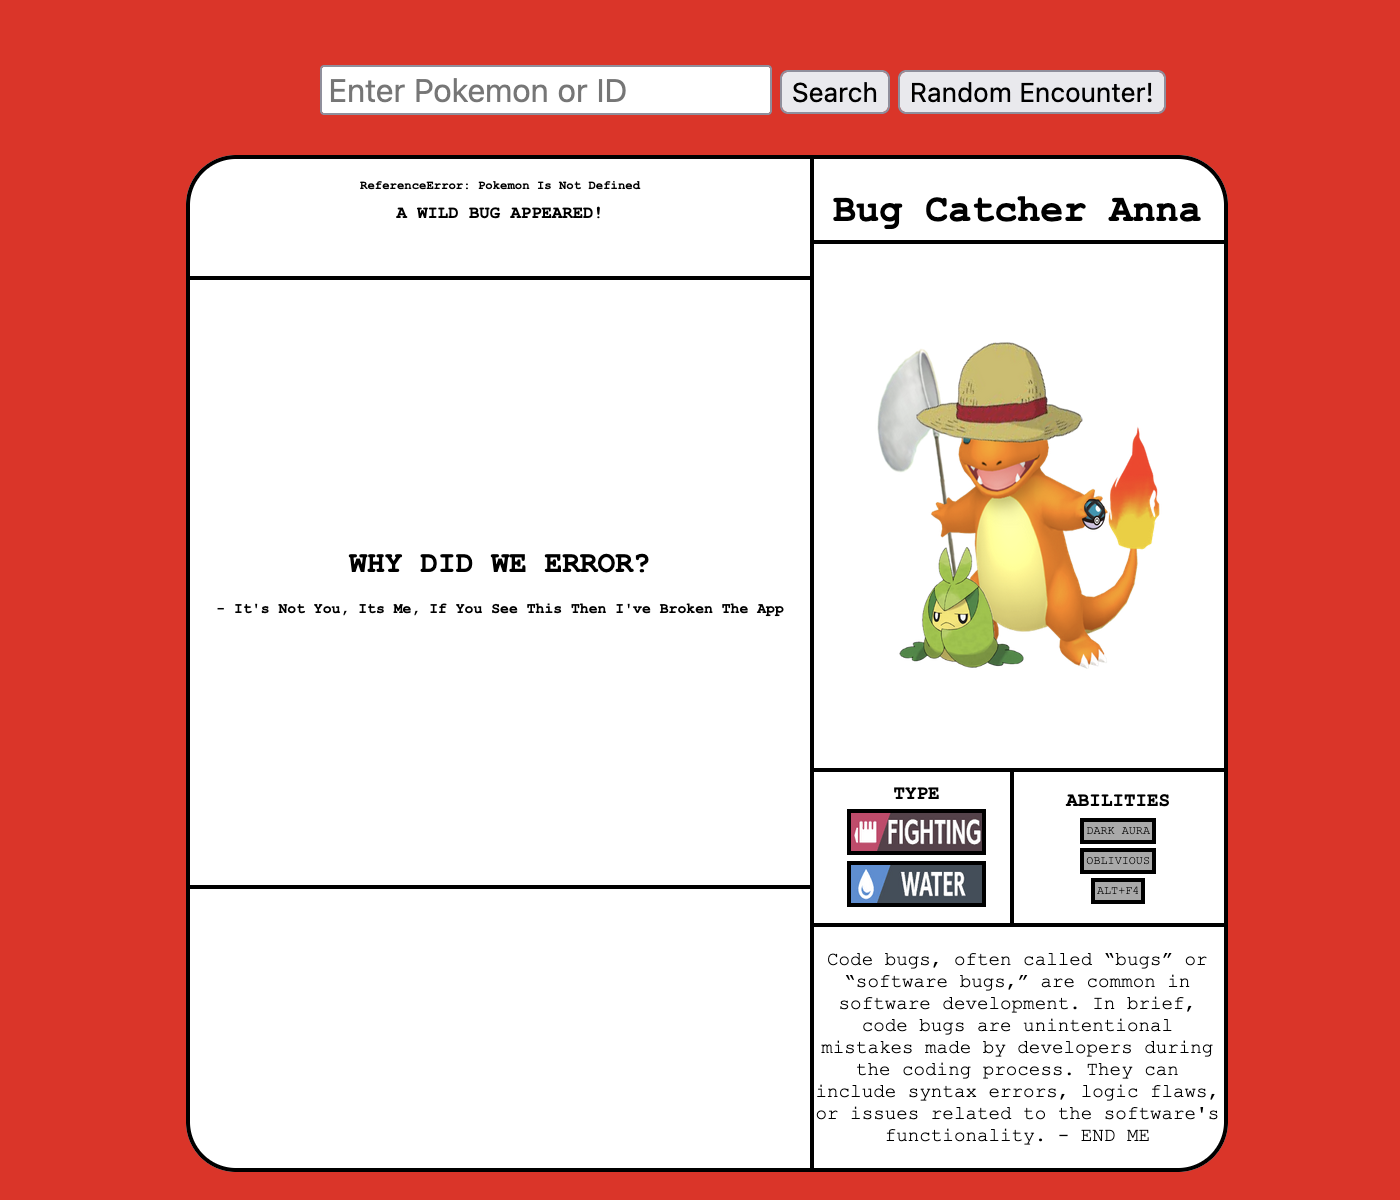 Enter Pokemon or ID
Search
Random Encounter!
ReferenceError: Pokemon Is Not Defined
A WILD BUG APPEARED!
WHY DID WE ERROR?
- It's Not You, Its Me, If You See This Then I've Broken The App
Bug Catcher Anna
TYPE
FIGHTING
WATER
ABILITIES
DARK AURA
OBLIVIOUS
ALT+F4
Code bugs, often called “bugs” or
“software bugs,” are common in
software development. In brief,
code bugs are unintentional
mistakes made by developers during
the coding process. They can
include syntax errors, logic flaws,
or issues related to the software's
functionality. - END ME